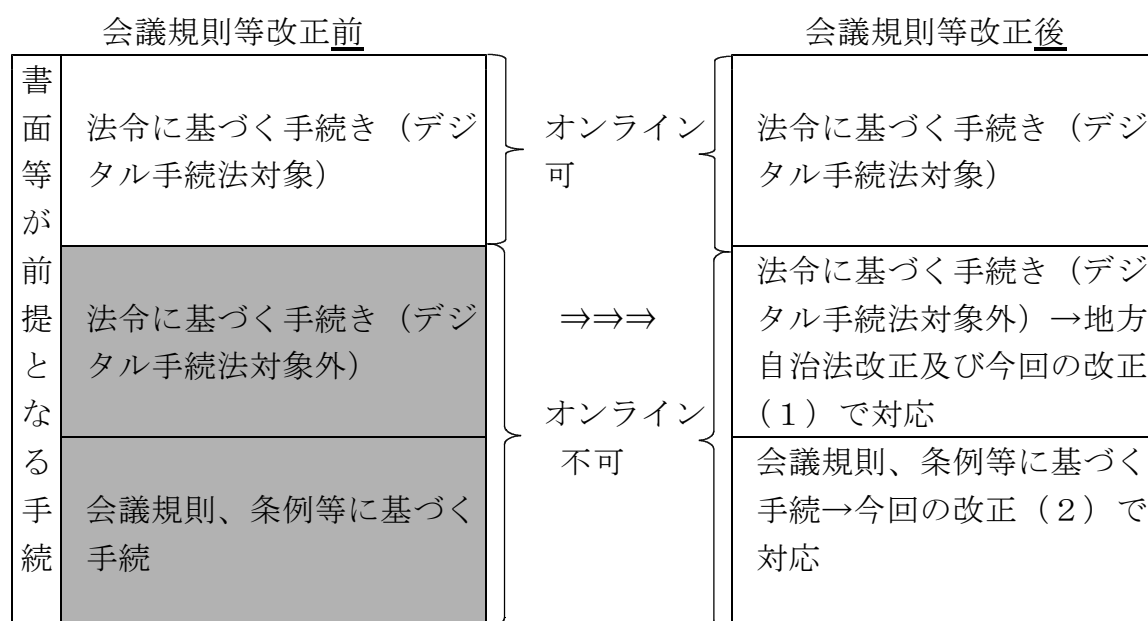 会議規則等改正前
会議規則等改正後
書面等が前提となる手続
法令に基づく手続き（デジ
タル手続法対象）
法令に基づく手続き（デジ
タル手続法対象外）
会議規則、条例等に基づく
手続
オンライン
可
⇒⇒⇒
オンライン
不可
法令に基づく手続き（デジ
タル手続法対象）
法令に基づく手続き（デジ
タル手続法対象外）→地方
自治法改正及び今回の改正
（１）で対応
会議規則、条例等に基づく
手続→今回の改正（２）で
対応